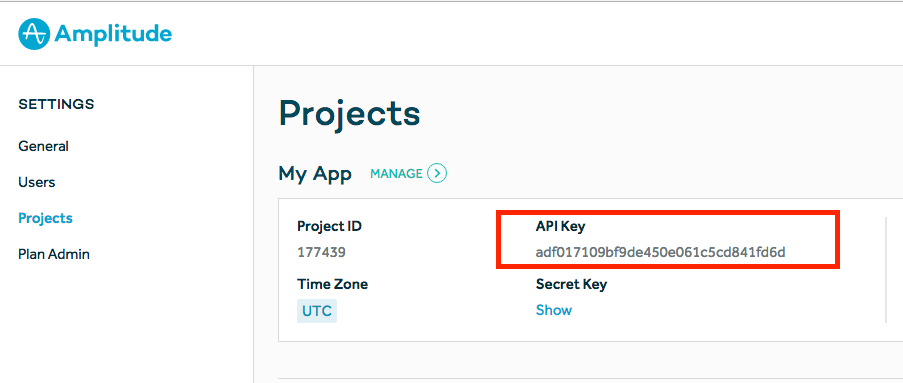 Amplitude
SETTINGS
General
Users
Projects
Plan Admin
Projects
My App MANAGE
Project ID
177439
API Key
adf017109bf9de450e061c5cd841fd6d
Time Zone
UTC
Secret Key
Show